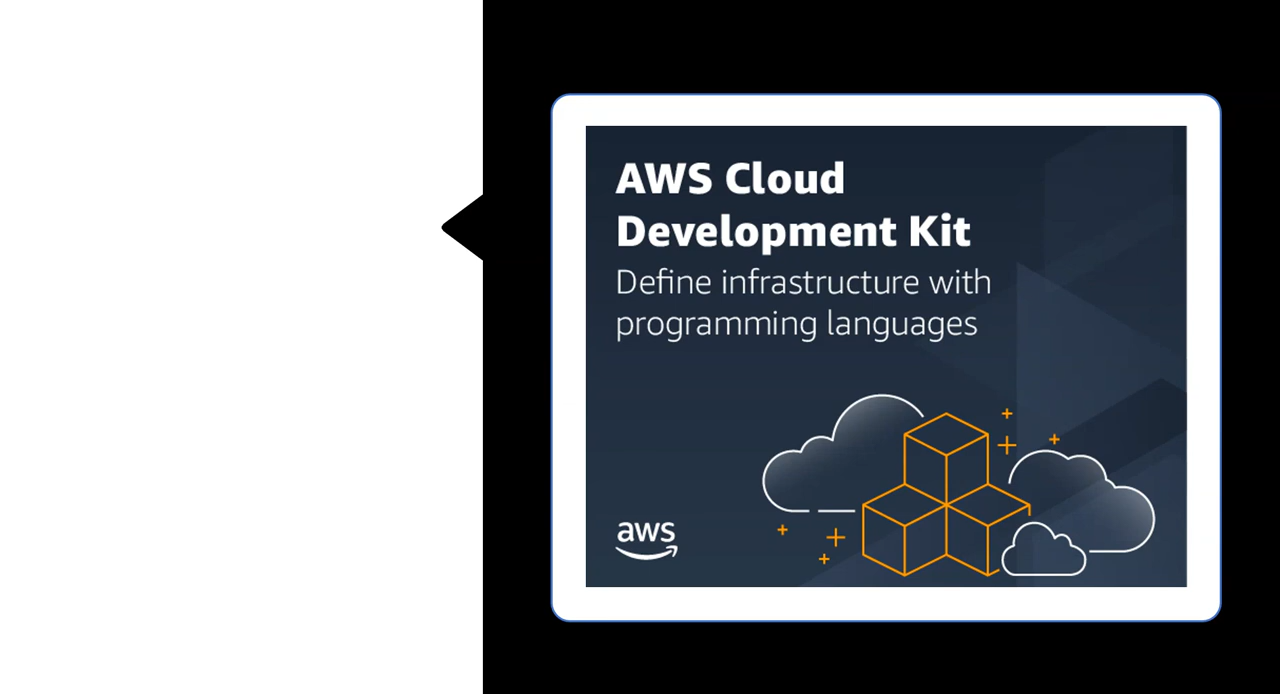 AWS Cloud
Development Kit
Define infrastructure with
programming languages
aws